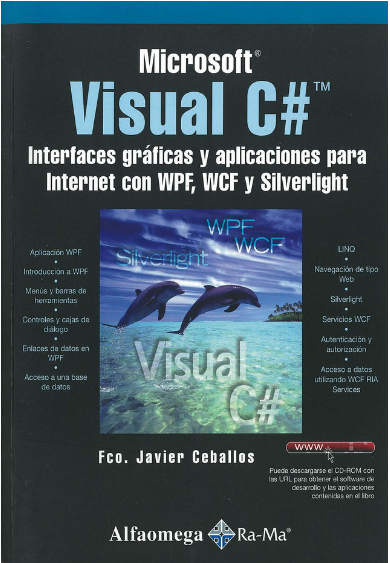 Microsoft®
Visual C#™
Interfaces gráficas y aplicaciones para
Internet con WPF, WCF y Silverlight
WPF
WCF
Silverlight
Visual
C#
Aplicación WPF
•
Introducción a WPF
•
Menús y barras de
herramientas
•
Controles y cajas de
diálogo
•
Enlaces de datos en
WPF
•
Acceso a una base
de datos
LINQ
•
Navegación de tipo
Web
•
Silverlight
•
Servicios WCF
•
Autenticación y
autorización
•
Acceso a datos
utilizando WCF RIA
Services
Fco. Javier Ceballos
www.
Puede descargarse el CD-ROM con
las URL para obtener el software de
desarrollo y las aplicaciones
contenidas en el libro
Alfaomega Ra-Ma®